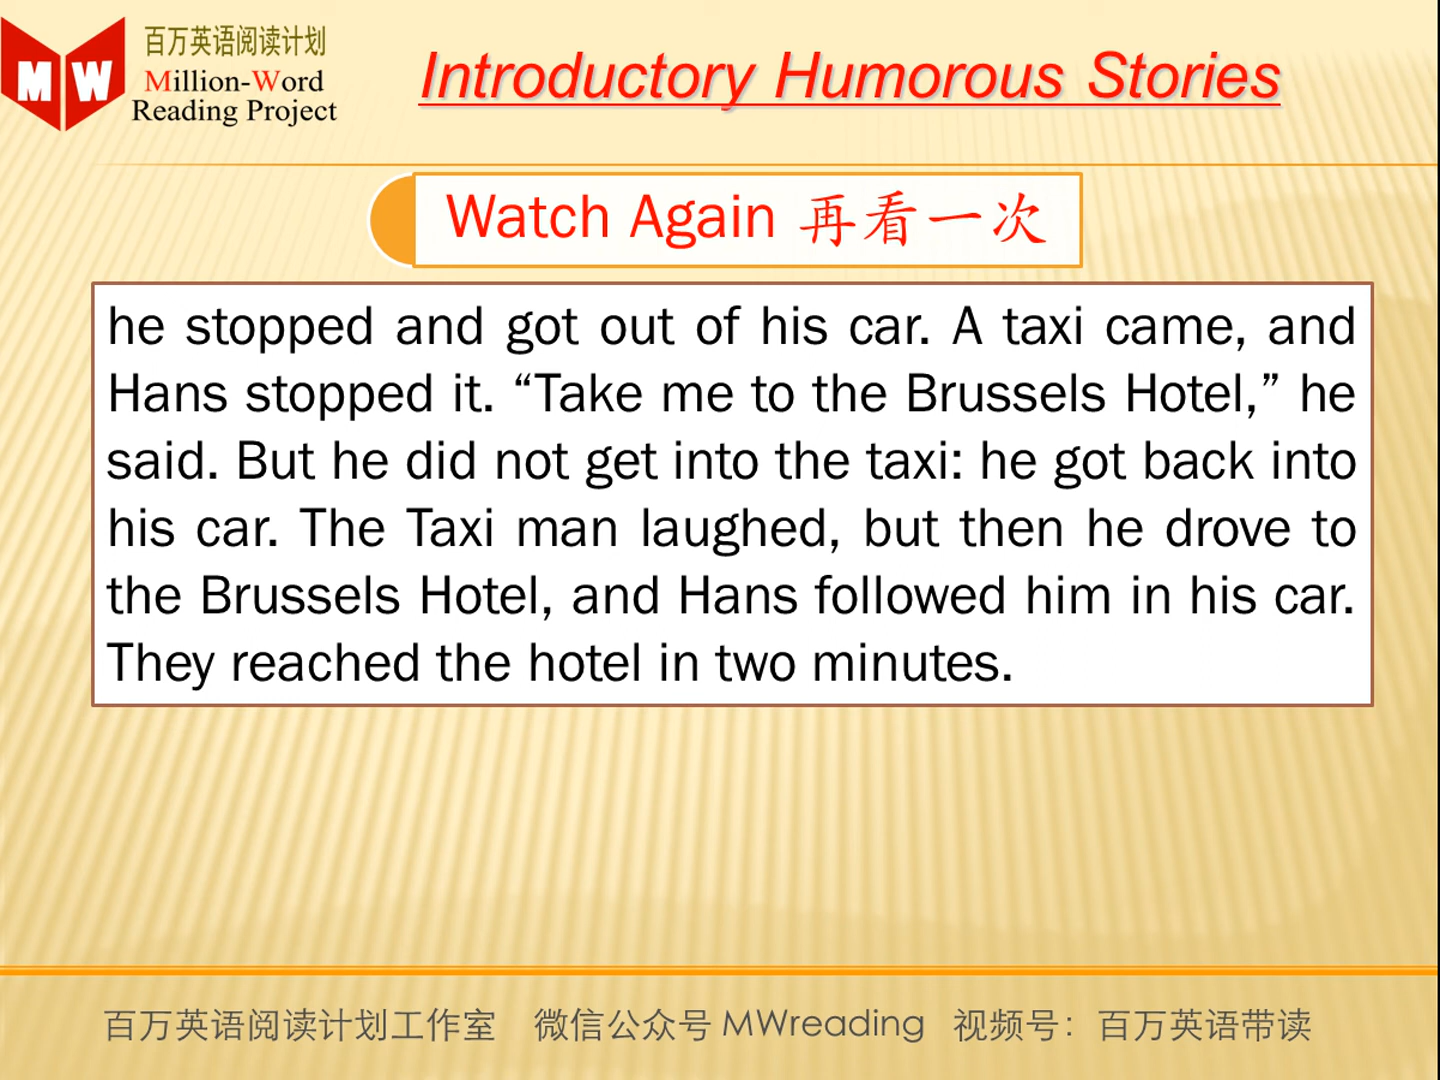 百万英语阅读计划
Million-Word
Reading Project
MW
Introductory Humorous Stories
Watch Again 再看一次
he stopped and got out of his car. A taxi came, and
Hans stopped it. “Take me to the Brussels Hotel,” he
said. But he did not get into the taxi: he got back into
his car. The Taxi man laughed, but then he drove to
the Brussels Hotel, and Hans followed him in his car.
They reached the hotel in two minutes.
百万英语阅读计划工作室 微信公众号 MWreading 视频号：百万英语带读